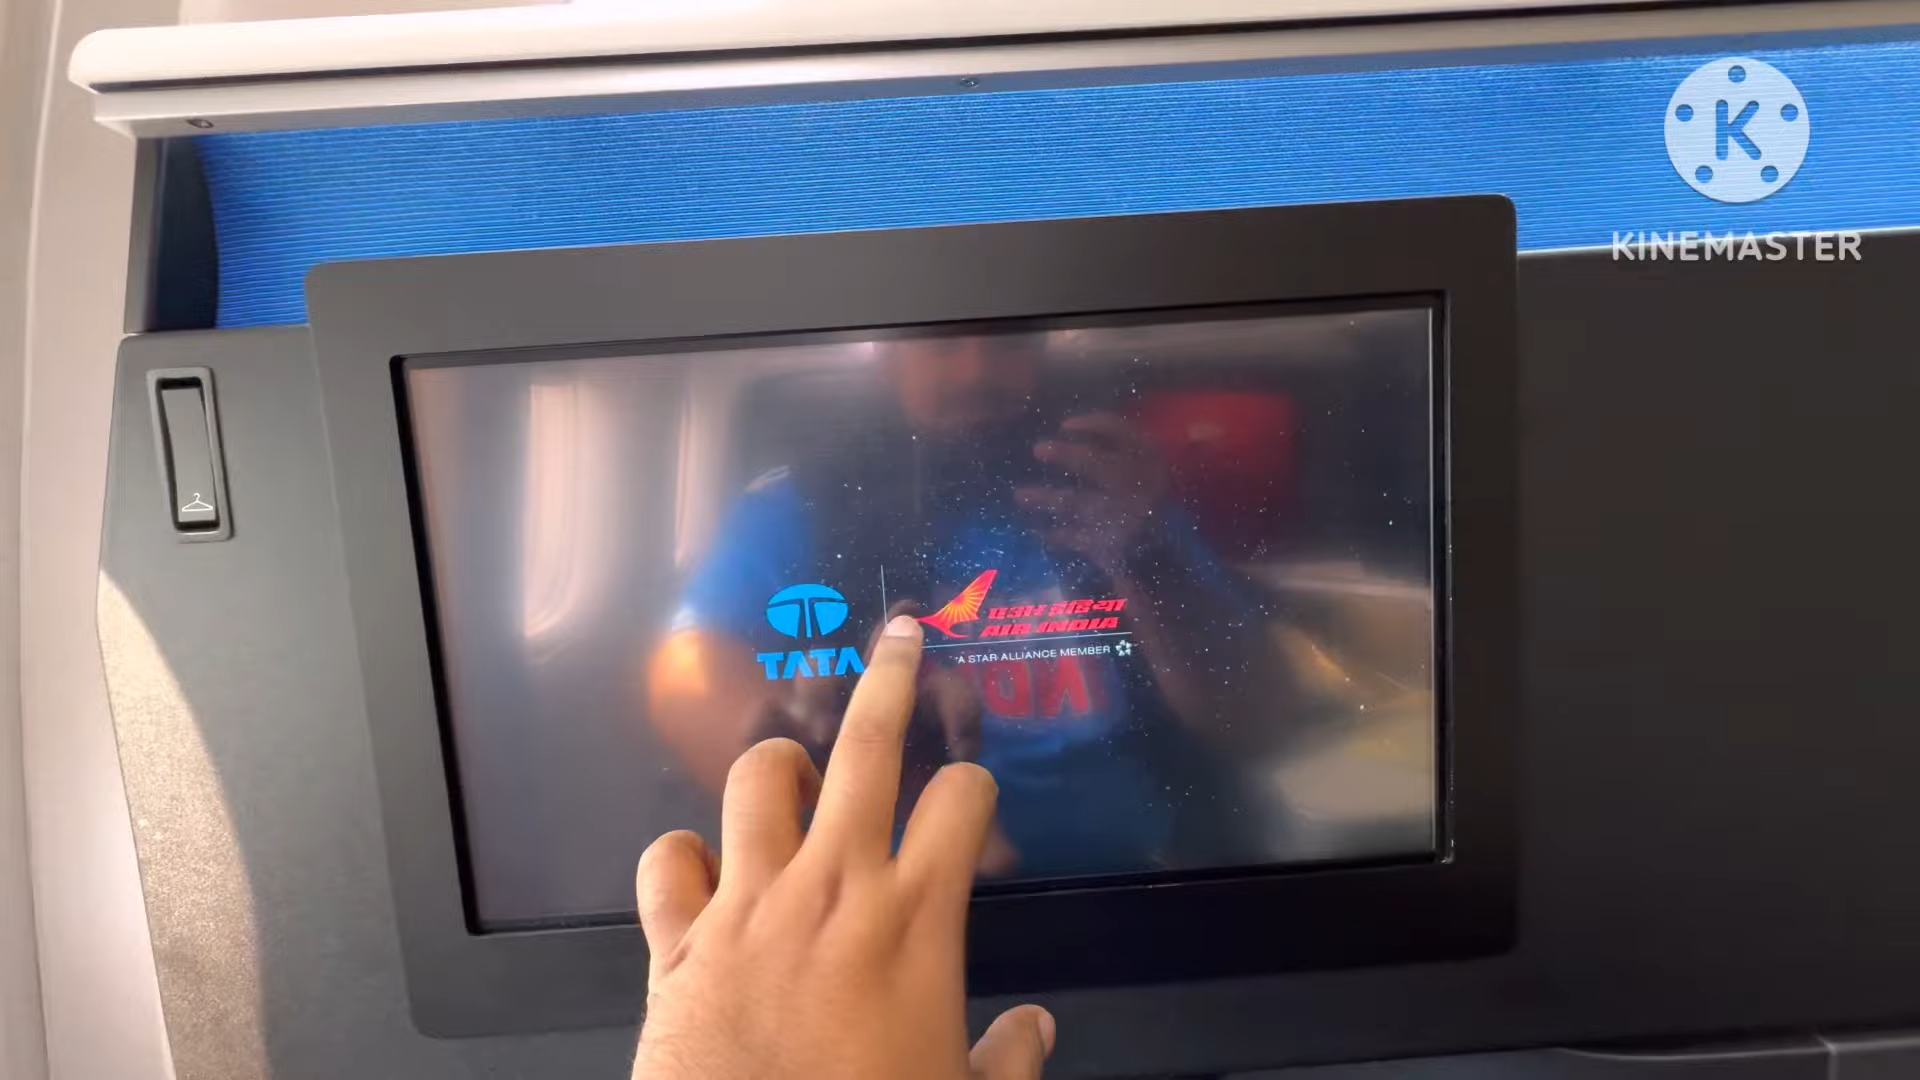 KINEMASTER
TATA
एअर इंडिया
AIR INDIA
A STAR ALLIANCE MEMBER